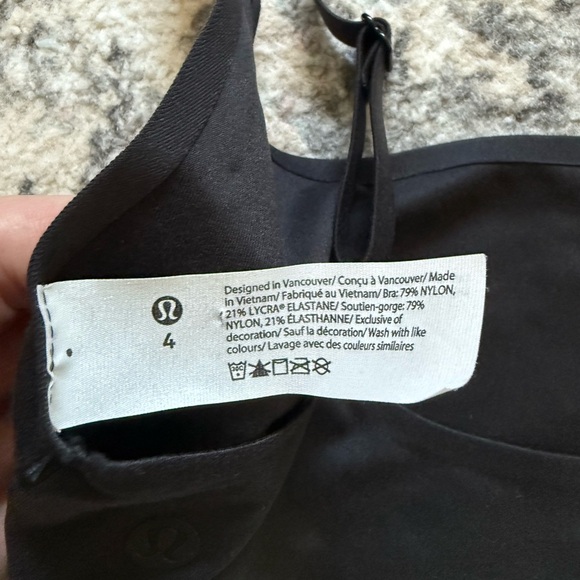 4
Designed in Vancouver/ Conçu à Vancouver/ Made
in Vietnam/ Fabriqué au Vietnam/ Bra: 79% NYLON,
21% LYCRA® ELASTANE/ Soutien-gorge: 79%
NYLON, 21% ÉLASTHANNE/ Exclusive of
decoration/ Sauf la décoration/ Wash with like
colours/ Lavage avec des couleurs similaires